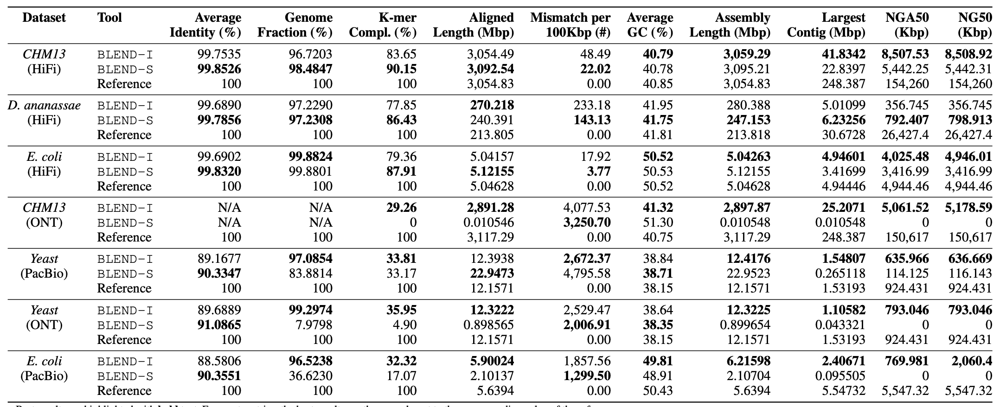 Dataset Tool Average Genome K-mer Aligned Mismatch per Average Assembly Largest NGA50 NG50
Identity (%) Fraction (%) Compl. (%) Length (Mbp) 100Kbp (#) GC (%) Length (Mbp) Contig (Mbp) (Kbp) (Kbp)
CHM13 BLEND-I 99.7535 96.7203 83.65 3,054.49 48.49 40.79 3,059.29 41.8342 8,507.53 8,508.92
(HiFi) BLEND-S 99.8526 98.4847 90.15 3,092.54 22.02 40.78 3,095.21 22.8397 5,442.25 5,442.31
Reference 100 100 100 3,054.83 0.00 40.85 3,054.83 248.387 154,260 154,260
D. ananassae BLEND-I 99.6890 97.2290 77.85 270.218 233.18 41.95 280.388 5.01099 356.745 356.745
(HiFi) BLEND-S 99.7856 97.2308 86.43 240.391 143.13 41.75 247.153 6.23256 792.407 798.913
Reference 100 100 100 213.805 0.00 41.81 213.818 30.6728 26,427.4 26,427.4
E. coli BLEND-I 99.6902 99.8824 79.36 5.04157 17.92 50.52 5.04263 4.94601 4,025.48 4,946.01
(HiFi) BLEND-S 99.8320 99.8801 87.91 5.12155 3.77 50.53 5.12155 3.41699 3,416.99 3,416.99
Reference 100 100 100 5.04628 0.00 50.52 5.04628 4.94446 4,944.46 4,944.46
CHM13 BLEND-I N/A N/A 29.26 2,891.28 4,077.53 41.32 2,897.87 25.2071 5,061.52 5,178.59
(ONT) BLEND-S N/A N/A 0 0.010546 3,250.70 51.30 0.010548 0.010548 0 0
Reference 100 100 100 3,117.29 0.00 40.75 3,117.29 248.387 150,617 150,617
Yeast BLEND-I 89.1677 97.0854 33.81 12.3938 2,672.37 38.84 12.4176 1.54807 635.966 636.669
(PacBio) BLEND-S 90.3347 83.8814 33.17 22.9473 4,795.58 38.71 22.9523 0.265118 114.125 116.143
Reference 100 100 100 12.1571 0.00 38.15 12.1571 1.53193 924.431 924.431
Yeast BLEND-I 89.6889 99.2974 35.95 12.3222 2,529.47 38.64 12.3225 1.10582 793.046 793.046
(ONT) BLEND-S 91.0865 7.9798 4.90 0.898565 2,006.91 38.35 0.899654 0.043321 0 0
Reference 100 100 100 12.1571 0.00 38.15 12.1571 1.53193 924.431 924.431
E. coli BLEND-I 88.5806 96.5238 32.32 5.90024 1,857.56 49.81 6.21598 2.40671 769.981 2,060.4
(PacBio) BLEND-S 90.3551 36.6230 17.07 2.10137 1,299.50 48.91 2.10704 0.095505 0 0
Reference 100 100 100 5.6394 0.00 50.43 5.6394 5.54732 5,547.32 5,547.32